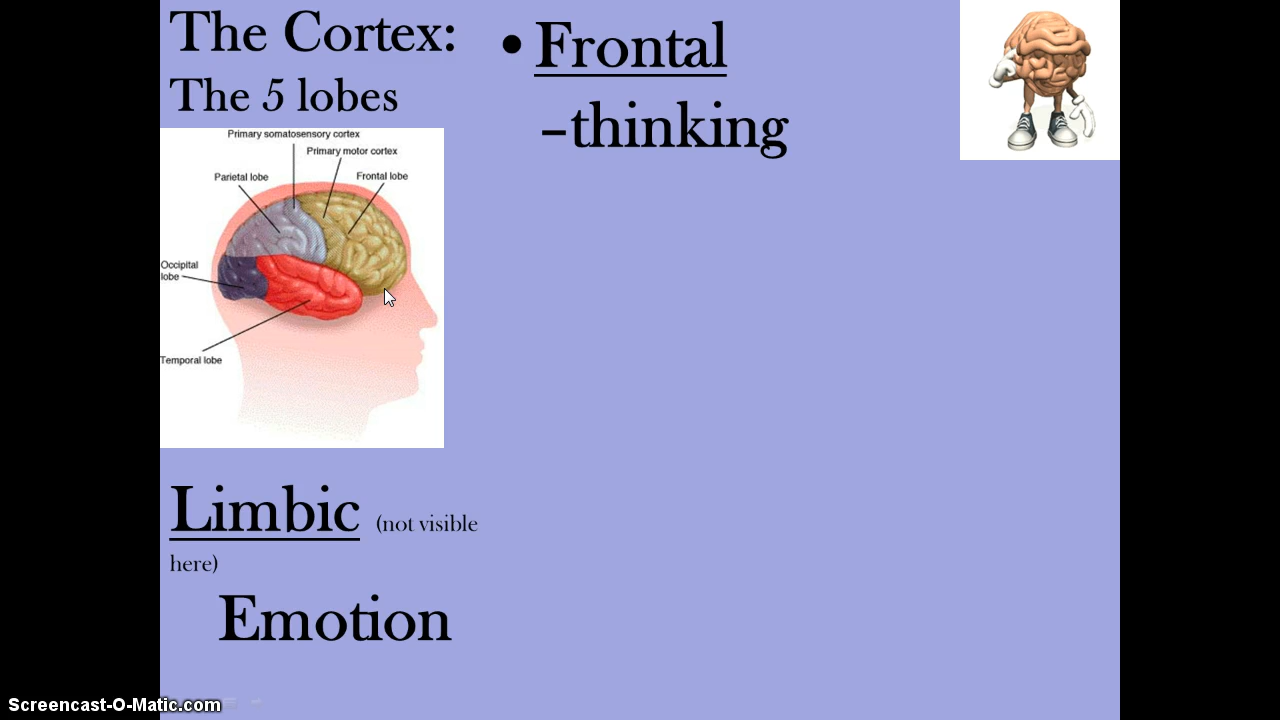 The Cortex:
The 5 lobes
Primary somatosensory cortex
Primary motor cortex
Parietal lobe
Frontal lobe
Occipital
lobe
Temporal lobe
Limbic (not visible
here)
Emotion
• Frontal
–thinking
Screencast-O-Matic.com